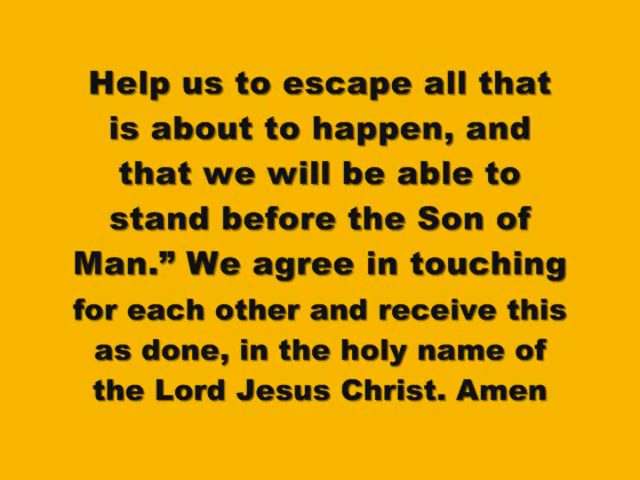 Help us to escape all that
is about to happen, and
that we will be able to
stand before the Son of
Man.” We agree in touching
for each other and receive this
as done, in the holy name of
the Lord Jesus Christ. Amen